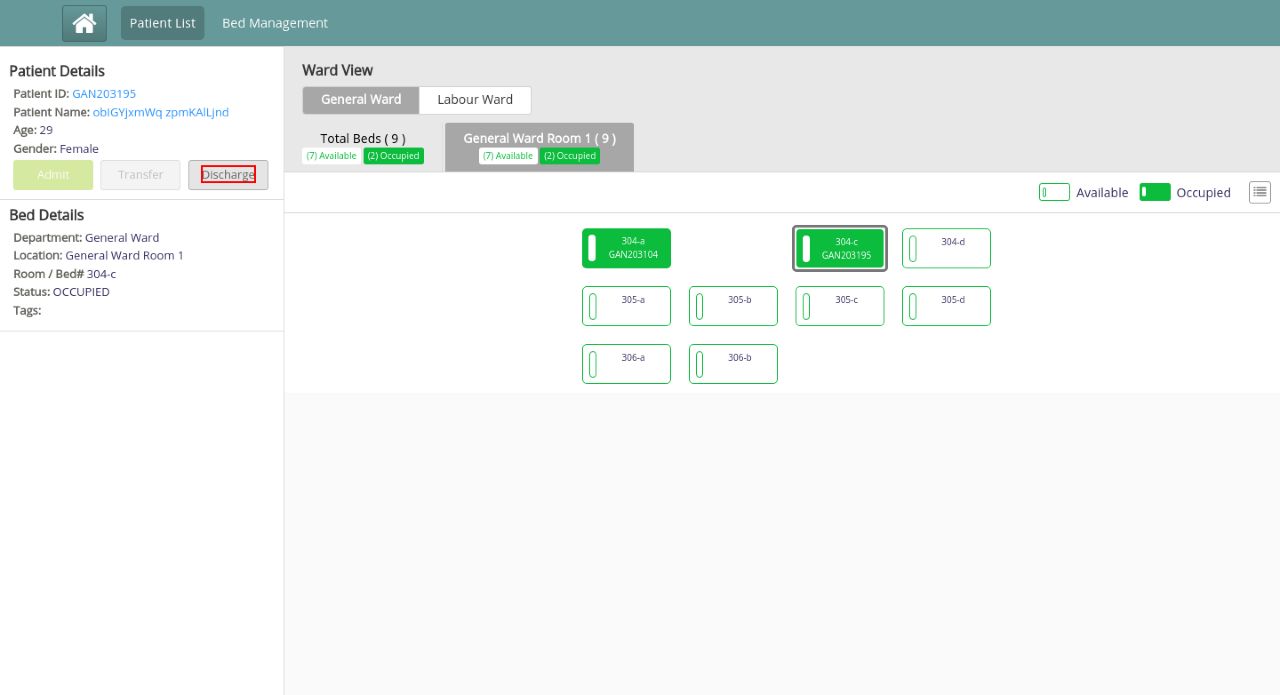 Patient List
Bed Management
Patient Details
Patient ID: GAN203195
Patient Name: obIGYjxmWq zpmKAlLjnd
Age: 29
Gender: Female
Admit
Transfer
Discharge
Bed Details
Department: General Ward
Location: General Ward Room 1
Room / Bed# 304-c
Status: OCCUPIED
Tags:
Ward View
General Ward
Labour Ward
Total Beds ( 9 )
(7) Available (2) Occupied
General Ward Room 1 ( 9 )
(7) Available (2) Occupied
Available
Occupied
304-a
GAN203104
304-c
GAN203195
304-d
305-a
305-b
305-c
305-d
306-a
306-b